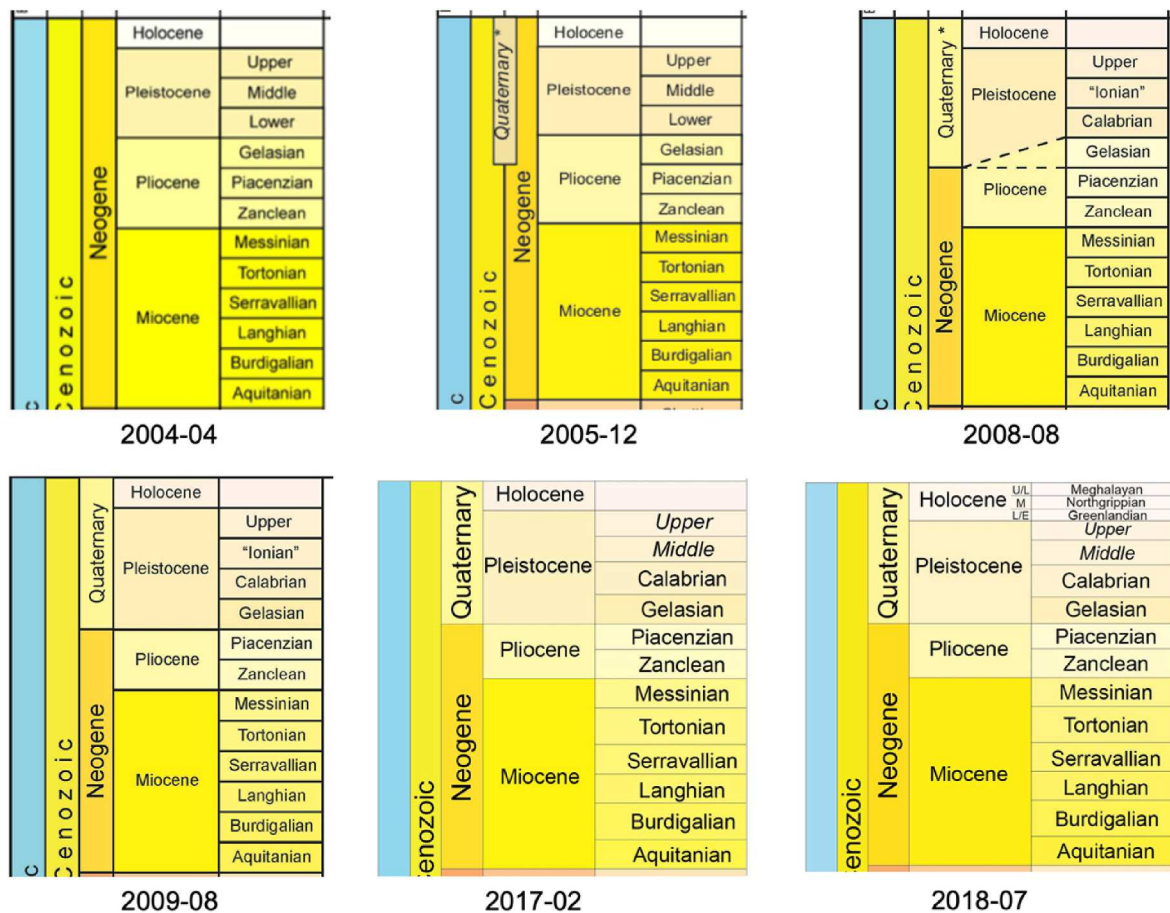 Cenozoic
Neogene
Holocene
Pleistocene
Upper
Middle
Lower
Pliocene
Gelasian
Piacenzian
Zanclean
Miocene
Messinian
Tortonian
Serravallian
Langhian
Burdigalian
Aquitanian
2004-04
c
Cenozoic
Quaternary *
Neogene
Holocene
Pleistocene
Upper
Middle
Lower
Pliocene
Gelasian
Piacenzian
Zanclean
Miocene
Messinian
Tortonian
Serravallian
Langhian
Burdigalian
Aquitanian
2005-12
c
Cenozoic
Quaternary *
Neogene
Holocene
Pleistocene
Upper
“Ionian”
Calabrian
Gelasian
Pliocene
Piacenzian
Zanclean
Miocene
Messinian
Tortonian
Serravallian
Langhian
Burdigalian
Aquitanian
2008-08
c
Cenozoic
Quaternary
Neogene
Holocene
Pleistocene
Upper
“Ionian”
Calabrian
Gelasian
Pliocene
Piacenzian
Zanclean
Miocene
Messinian
Tortonian
Serravallian
Langhian
Burdigalian
Aquitanian
2009-08
enozoic
Quaternary
Neogene
Holocene
Pleistocene
Upper
Middle
Calabrian
Gelasian
Pliocene
Piacenzian
Zanclean
Miocene
Messinian
Tortonian
Serravallian
Langhian
Burdigalian
Aquitanian
2017-02
enozoic
Quaternary
Neogene
Holocene
U/L Meghalayan
M Northgrippian
L/E Greenlandian
Pleistocene
Upper
Middle
Calabrian
Gelasian
Pliocene
Piacenzian
Zanclean
Miocene
Messinian
Tortonian
Serravallian
Langhian
Burdigalian
Aquitanian
2018-07